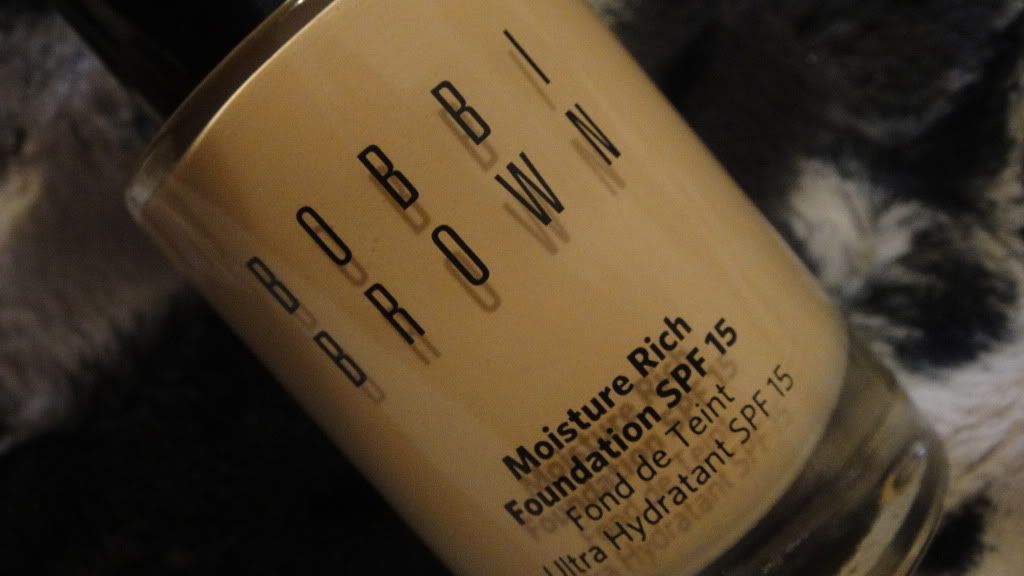 BOBBI
BROWN
Moisture Rich
Foundation SPF 15
Fond de Teint
Ultra Hydratant SPF 15